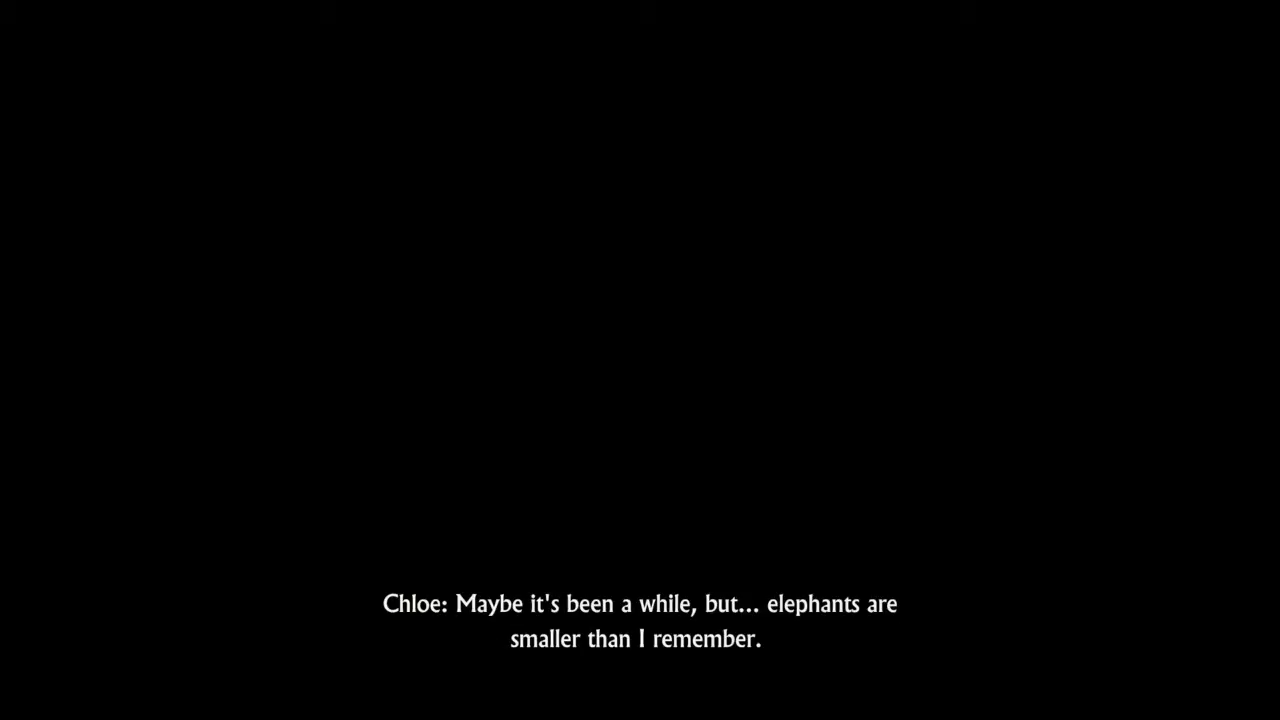 Chloe: Maybe it's been a while, but... elephants are
smaller than I remember.